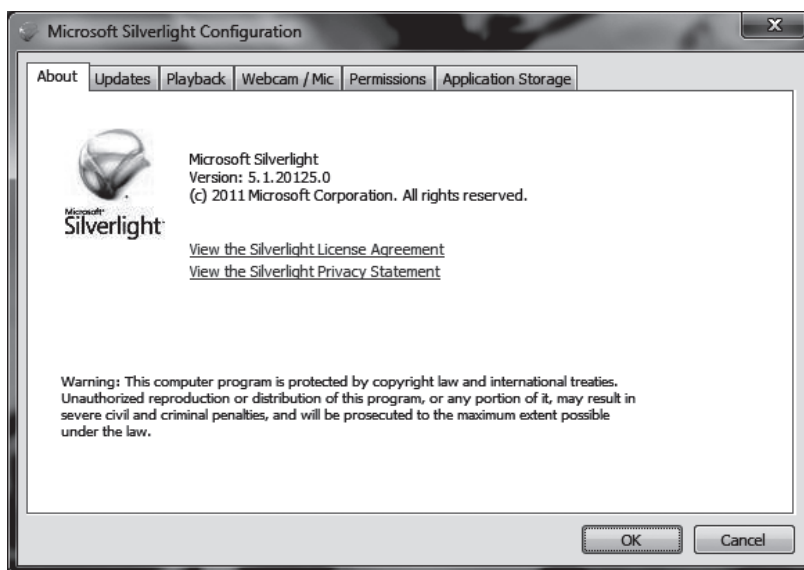 Microsoft Silverlight Configuration
X
About Updates Playback Webcam / Mic Permissions Application Storage
Microsoft Silverlight
Version: 5.1.20125.0
(c) 2011 Microsoft Corporation. All rights reserved.
Microsoft®
Silverlight
View the Silverlight License Agreement
View the Silverlight Privacy Statement
Warning: This computer program is protected by copyright law and international treaties.
Unauthorized reproduction or distribution of this program, or any portion of it, may result in
severe civil and criminal penalties, and will be prosecuted to the maximum extent possible
under the law.
OK Cancel